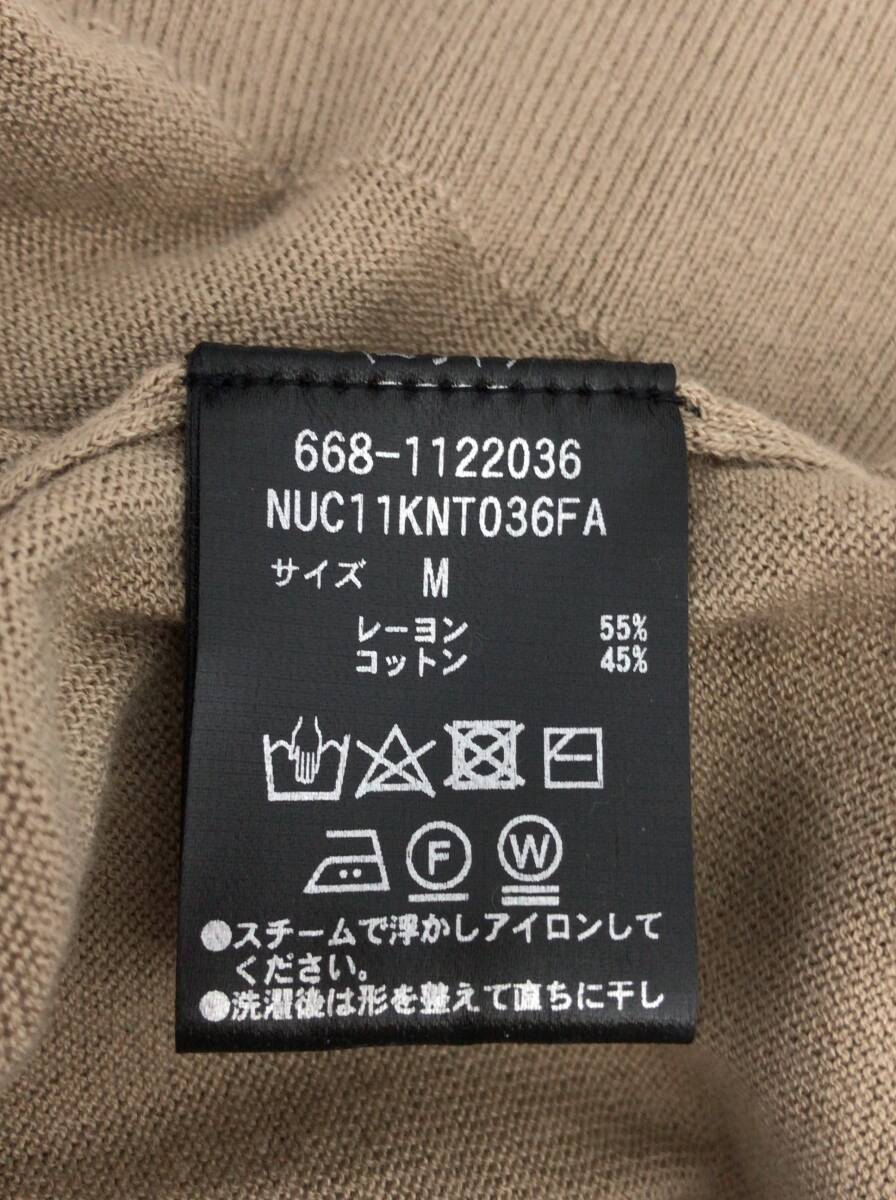 668-1122036
NUC11KNT036FA
サイズ M
レーヨン 55%
コットン 45%
F W
●スチームで浮かしアイロンして
ください。
●洗濯後は形を整えて直ちに干し